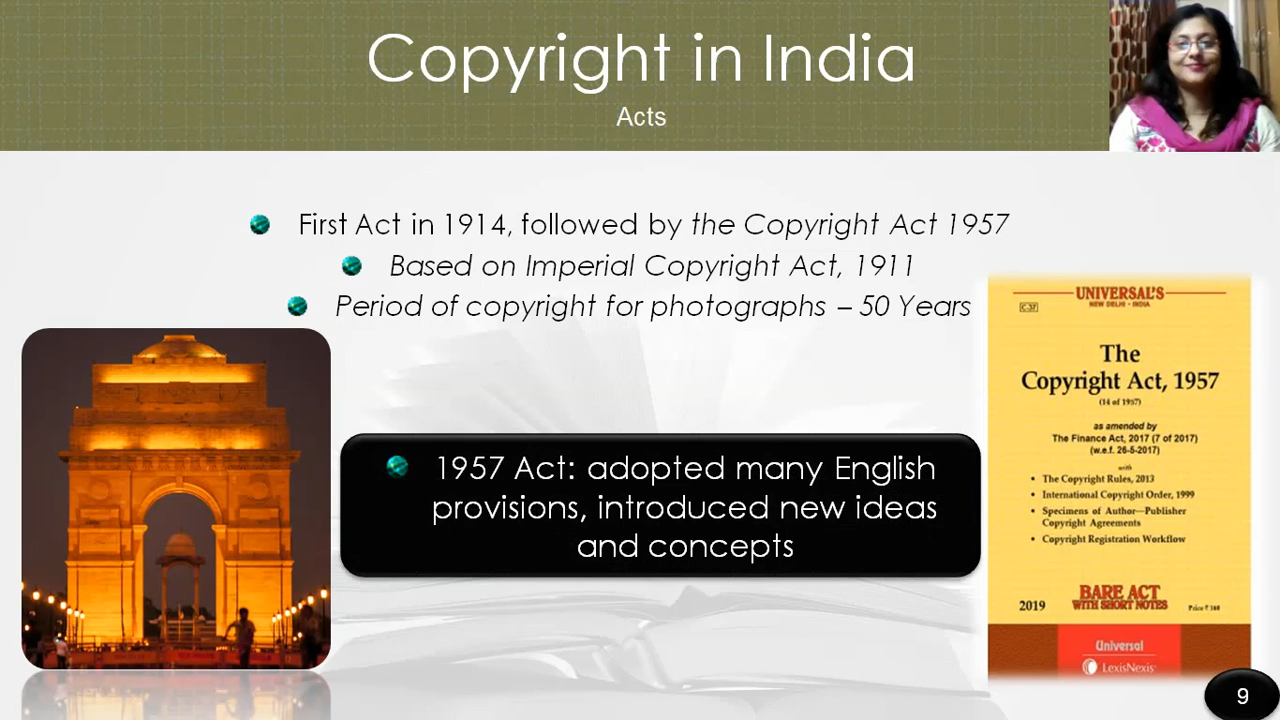 Copyright in India
Acts
First Act in 1914, followed by the Copyright Act 1957
Based on Imperial Copyright Act, 1911
Period of copyright for photographs – 50 Years
1957 Act: adopted many English
provisions, introduced new ideas
and concepts
UNIVERSAL'S
NEW DELHI - INDIA
C-37
The
Copyright Act, 1957
(14 of 1957)
as amended by
The Finance Act, 2017 (7 of 2017)
(w.e.f. 26-5-2017)
with
• The Copyright Rules, 2013
• International Copyright Order, 1999
• Specimens of Author—Publisher
Copyright Agreements
• Copyright Registration Workflow
BARE ACT
WITH SHORT NOTES
2019
Price ₹ 160
Universal
LexisNexis
9